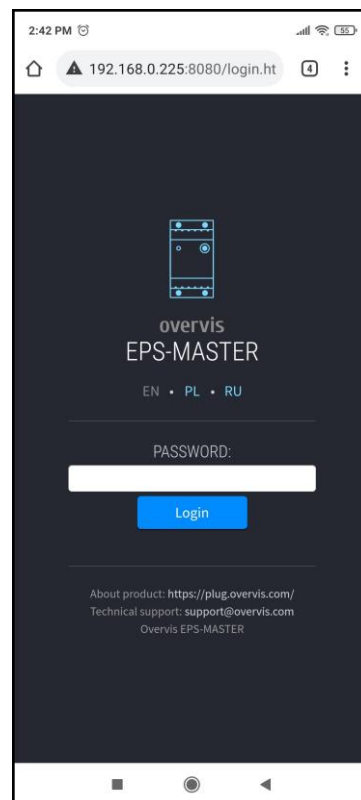 2:42 PM 55
192.168.0.225:8080/login.ht 4
overvis
EPS-MASTER
EN • PL • RU
PASSWORD:
Login
About product: https://plug.overvis.com/
Technical support: support@overvis.com
Overvis EPS-MASTER